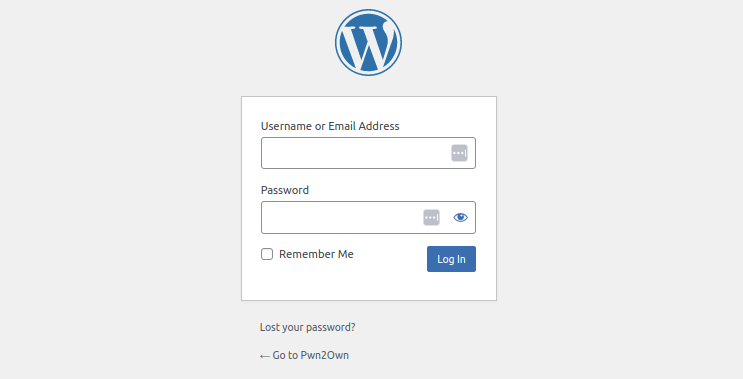 Username or Email Address
Password
Remember Me
Log In
Lost your password?
← Go to Pwn2Own